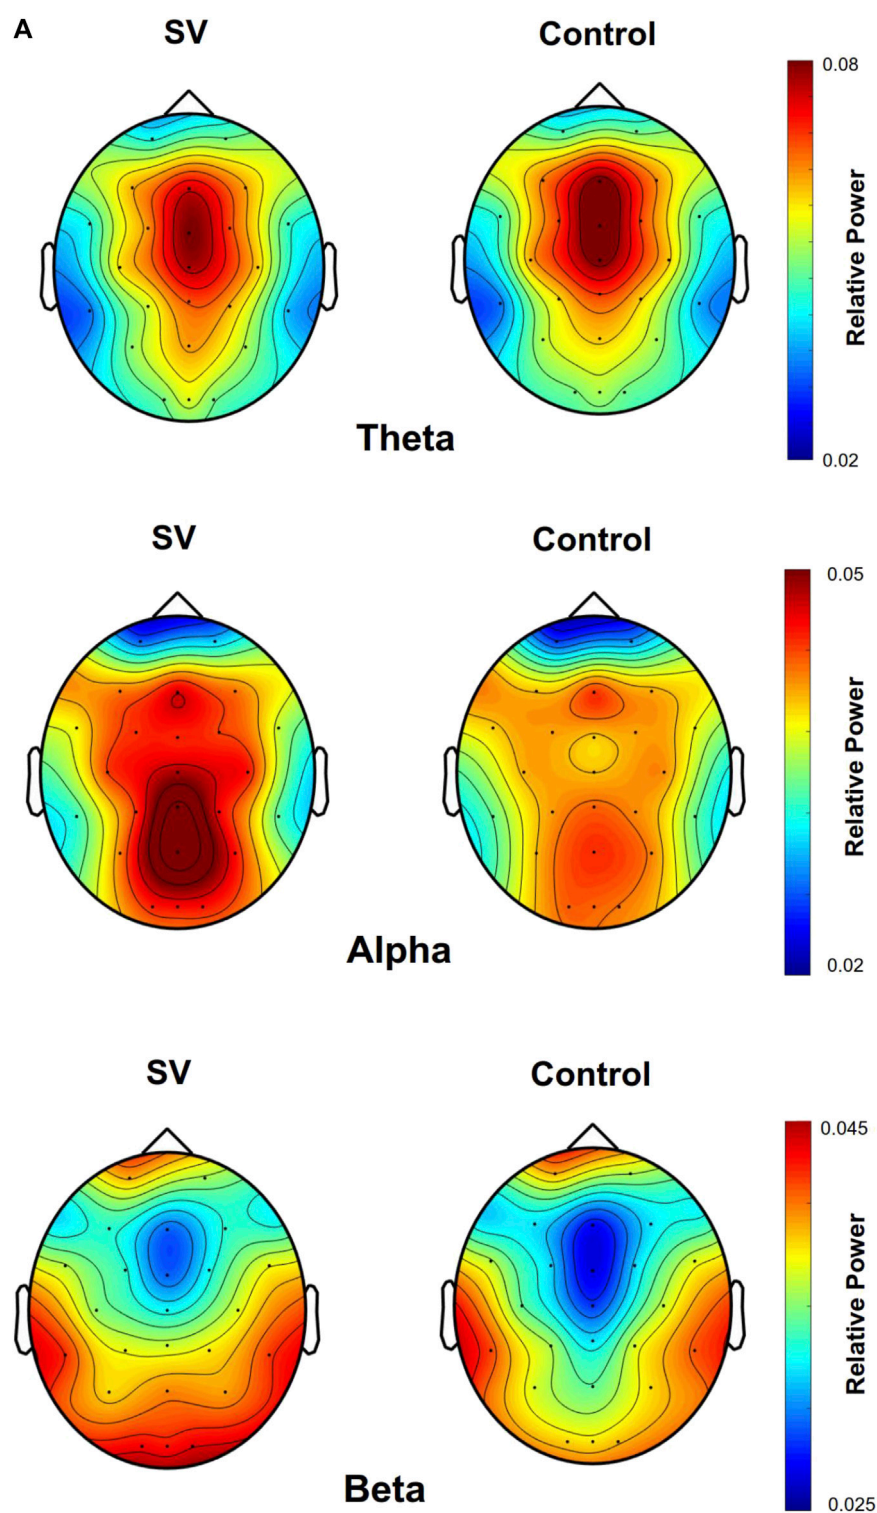 A
SV
Control
0.08
Relative Power
0.02
Theta
SV
Control
0.05
Relative Power
0.02
Alpha
SV
Control
0.045
Relative Power
0.025
Beta